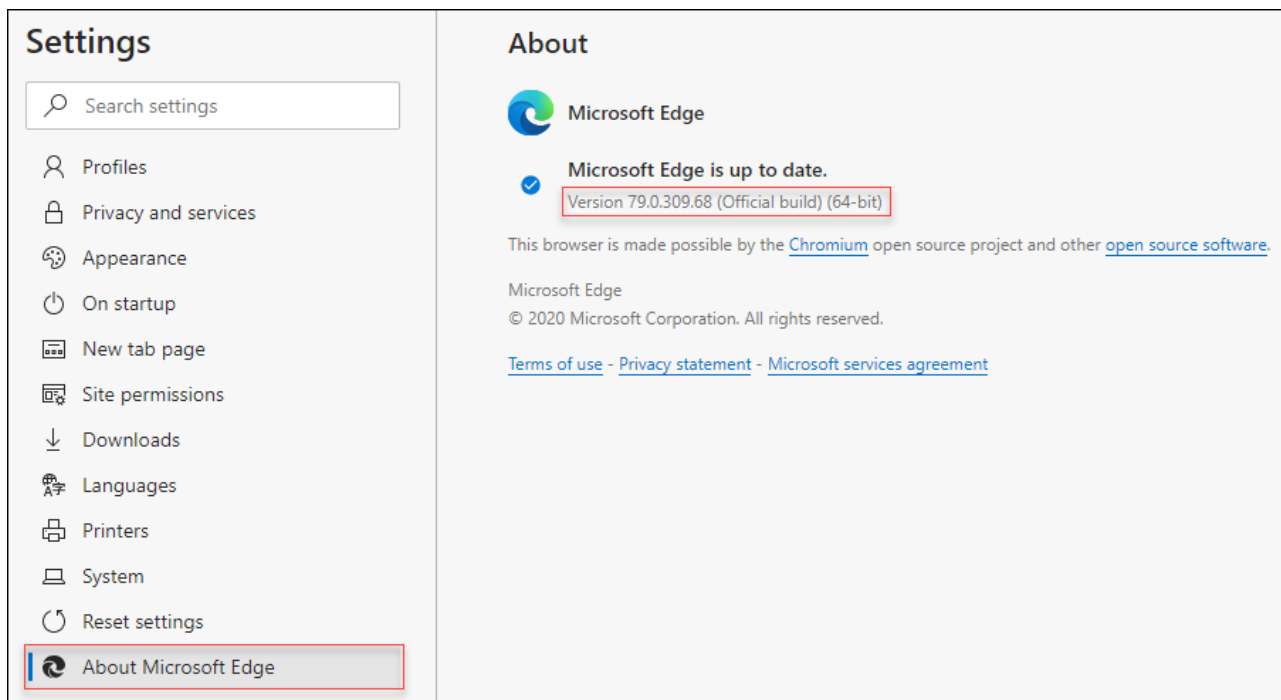 Settings
Search settings
Profiles
Privacy and services
Appearance
On startup
New tab page
Site permissions
Downloads
Languages
Printers
System
Reset settings
About Microsoft Edge
About
Microsoft Edge
Microsoft Edge is up to date.
Version 79.0.309.68 (Official build) (64-bit)
This browser is made possible by the Chromium open source project and other open source software.
Microsoft Edge
© 2020 Microsoft Corporation. All rights reserved.
Terms of use - Privacy statement - Microsoft services agreement